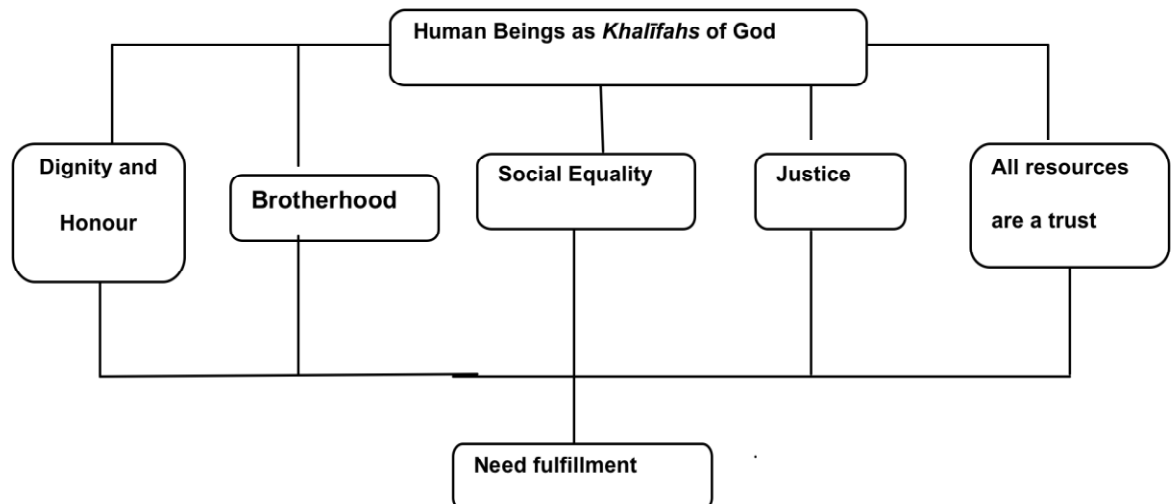 Human Beings as Khalīfahs of God
Dignity and
Honour
Brotherhood
Social Equality
Justice
All resources
are a trust
Need fulfillment